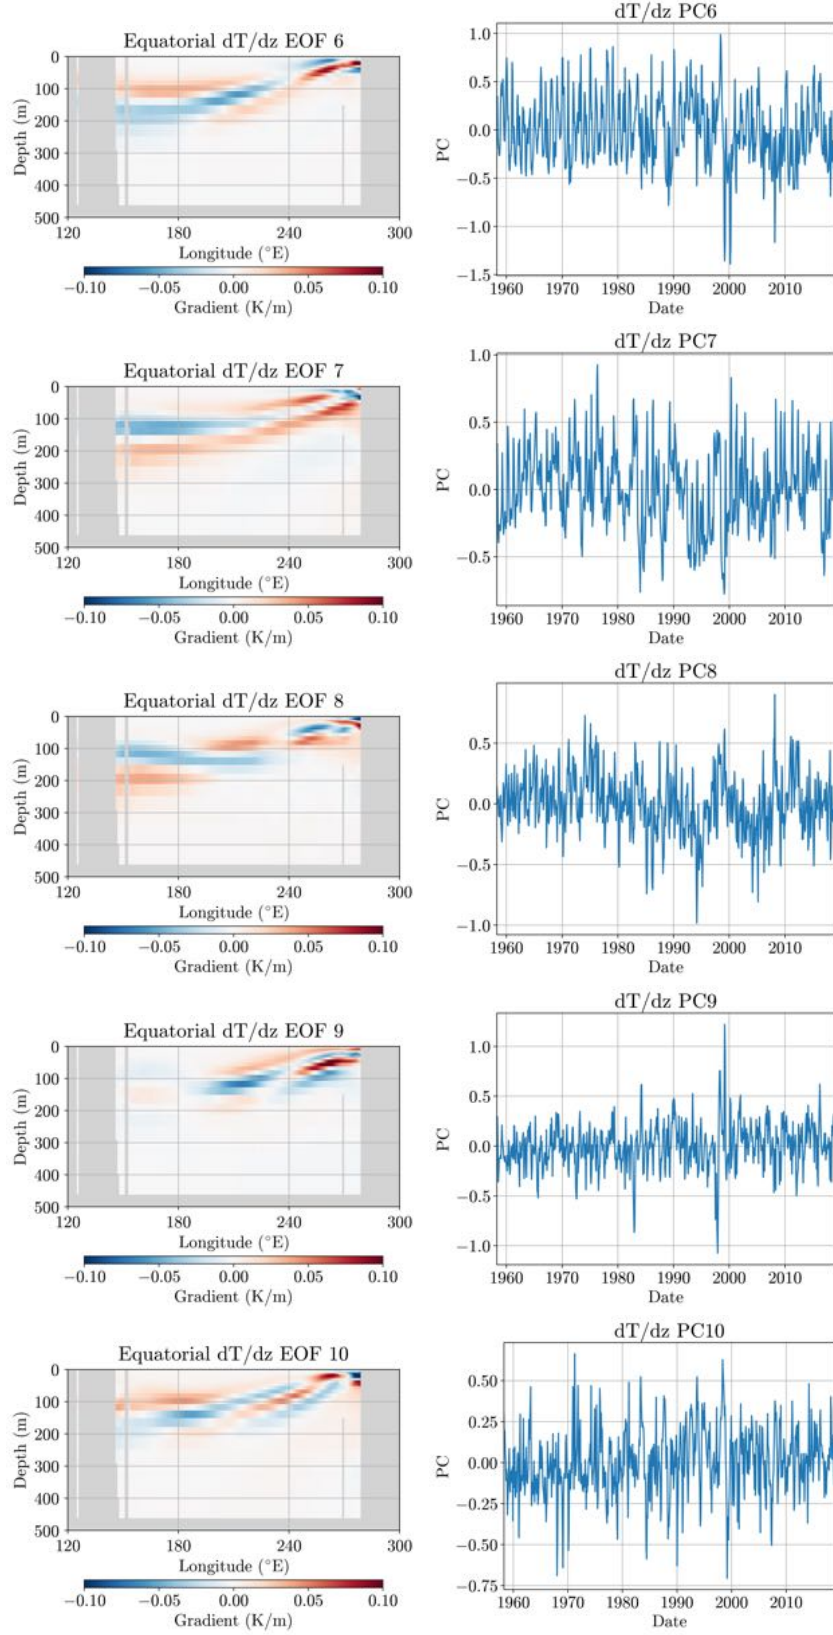 Equatorial dT/dz EOF 6
0
100
200
300
400
500
Depth (m)
120 180 240 300
Longitude (°E)
−0.10 −0.05 0.00 0.05 0.10
Gradient (K/m)
dT/dz PC6
1.0
0.5
0.0
−0.5
−1.0
−1.5
PC
1960 1970 1980 1990 2000 2010
Date
Equatorial dT/dz EOF 7
0
100
200
300
400
500
Depth (m)
120 180 240 300
Longitude (°E)
−0.10 −0.05 0.00 0.05 0.10
Gradient (K/m)
dT/dz PC7
1.0
0.5
0.0
−0.5
PC
1960 1970 1980 1990 2000 2010
Date
Equatorial dT/dz EOF 8
0
100
200
300
400
500
Depth (m)
120 180 240 300
Longitude (°E)
−0.10 −0.05 0.00 0.05 0.10
Gradient (K/m)
dT/dz PC8
0.5
0.0
−0.5
−1.0
PC
1960 1970 1980 1990 2000 2010
Date
Equatorial dT/dz EOF 9
0
100
200
300
400
500
Depth (m)
120 180 240 300
Longitude (°E)
−0.10 −0.05 0.00 0.05 0.10
Gradient (K/m)
dT/dz PC9
1.0
0.5
0.0
−0.5
−1.0
PC
1960 1970 1980 1990 2000 2010
Date
Equatorial dT/dz EOF 10
0
100
200
300
400
500
Depth (m)
120 180 240 300
Longitude (°E)
−0.10 −0.05 0.00 0.05 0.10
Gradient (K/m)
dT/dz PC10
0.50
0.25
0.00
−0.25
−0.50
−0.75
PC
1960 1970 1980 1990 2000 2010
Date